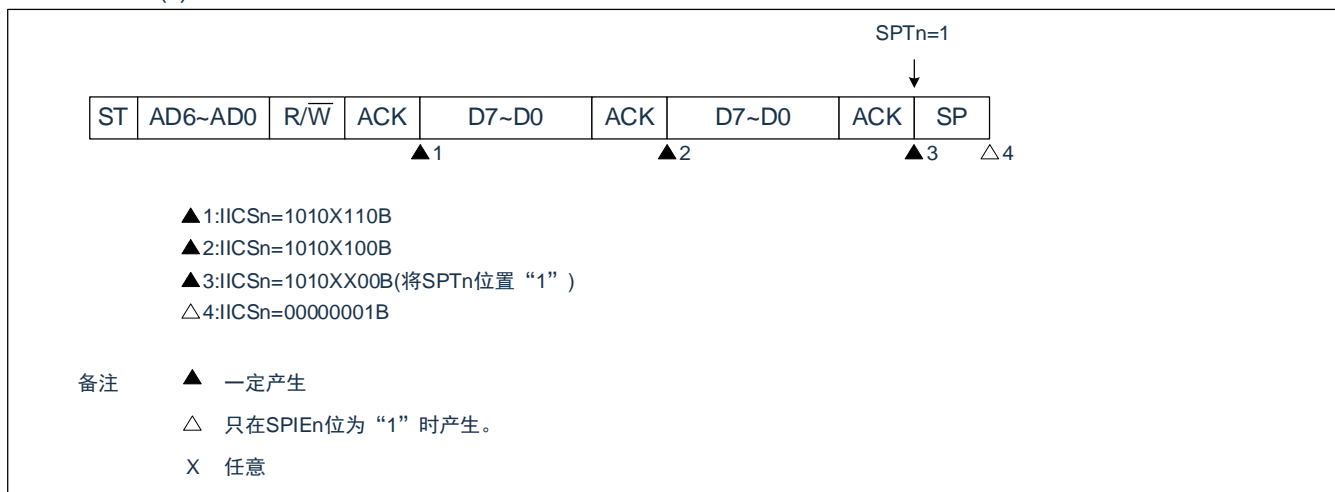 SPTn=1
ST AD6~AD0 R/W ACK D7~D0 ACK D7~D0 ACK SP
▲1 ▲2 ▲3 △4
▲1:IICSn=1010X110B
▲2:IICSn=1010X100B
▲3:IICSn=1010XX00B(将SPTn位置“1”)
△4:IICSn=00000001B
备注 ▲ 一定产生
△ 只在SPIEn位为“1”时产生。
X 任意